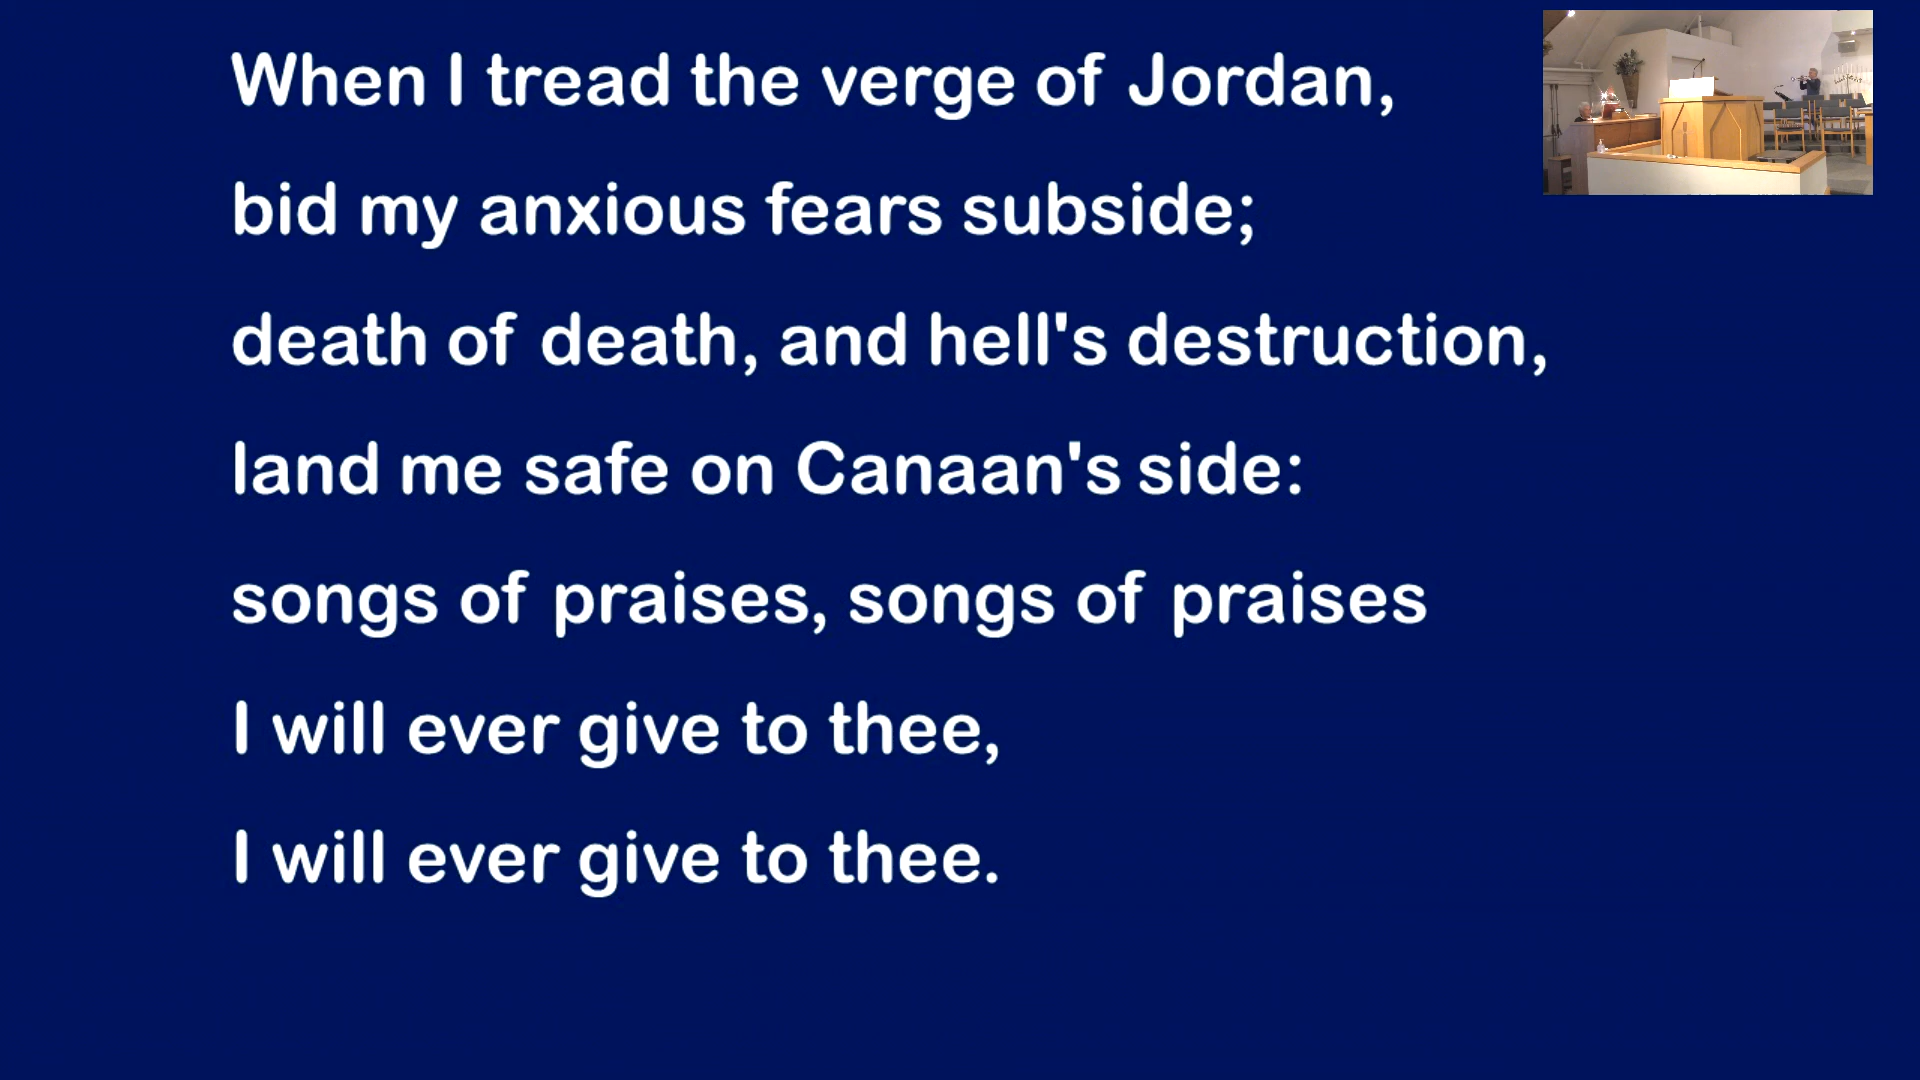 When I tread the verge of Jordan,
bid my anxious fears subside;
death of death, and hell's destruction,
land me safe on Canaan's side:
songs of praises, songs of praises
I will ever give to thee,
I will ever give to thee.